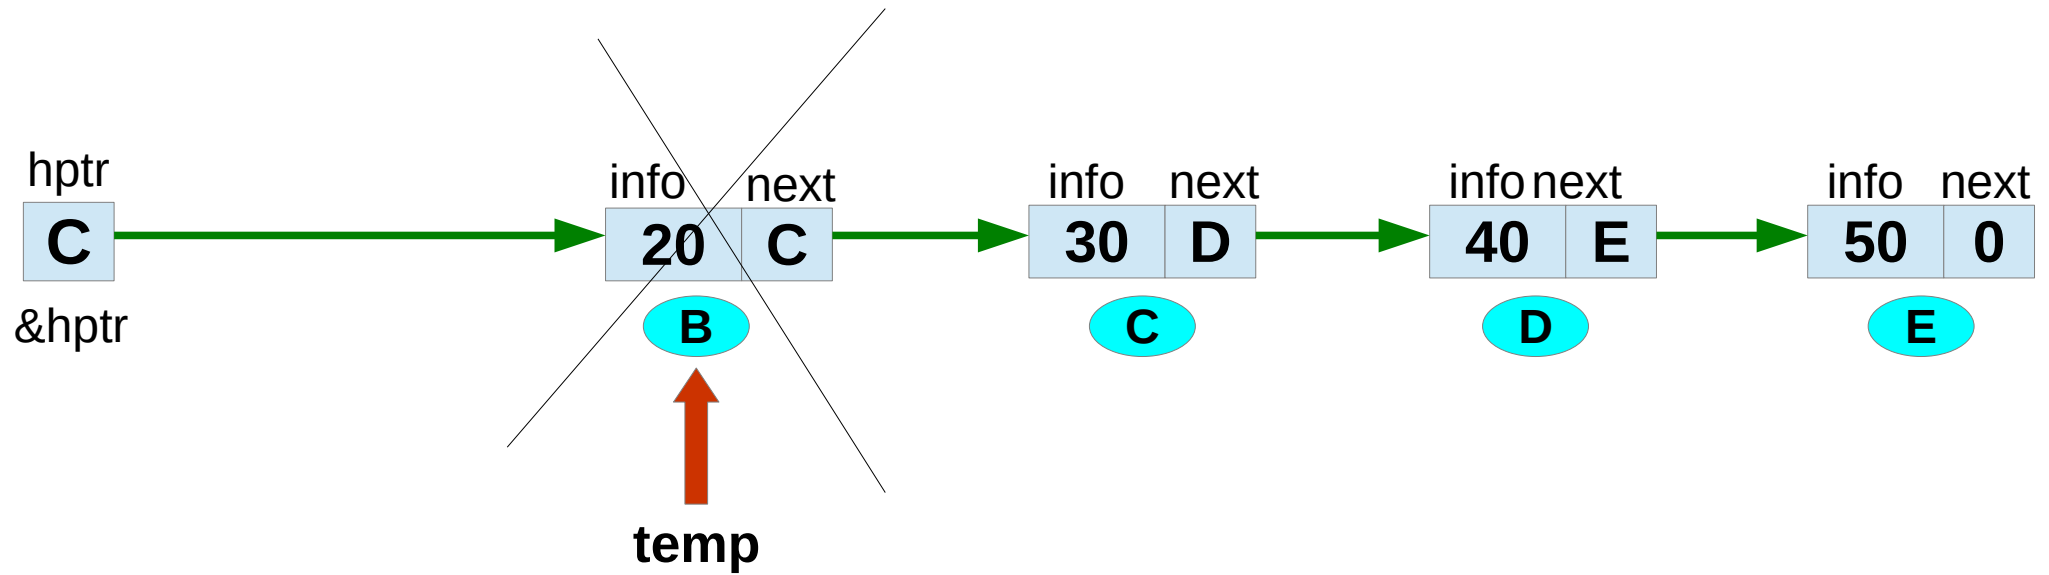 hptr
info next
info next
info next
info next
C
20 C
30 D
40 E
50 0
&hptr
B
C
D
E
temp